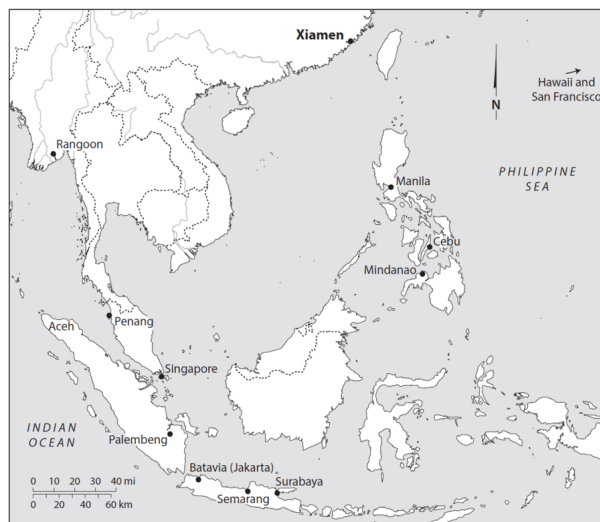 Xiamen
Hawaii and
San Francisco
N
Rangoon
PHILIPPINE
SEA
Manila
Cebu
Mindanao
Aceh
Penang
Singapore
INDIAN
OCEAN
Palembeng
Batavia (Jakarta)
Surabaya
Semarang
0 10 20 30 40 mi
0 20 40 60 km